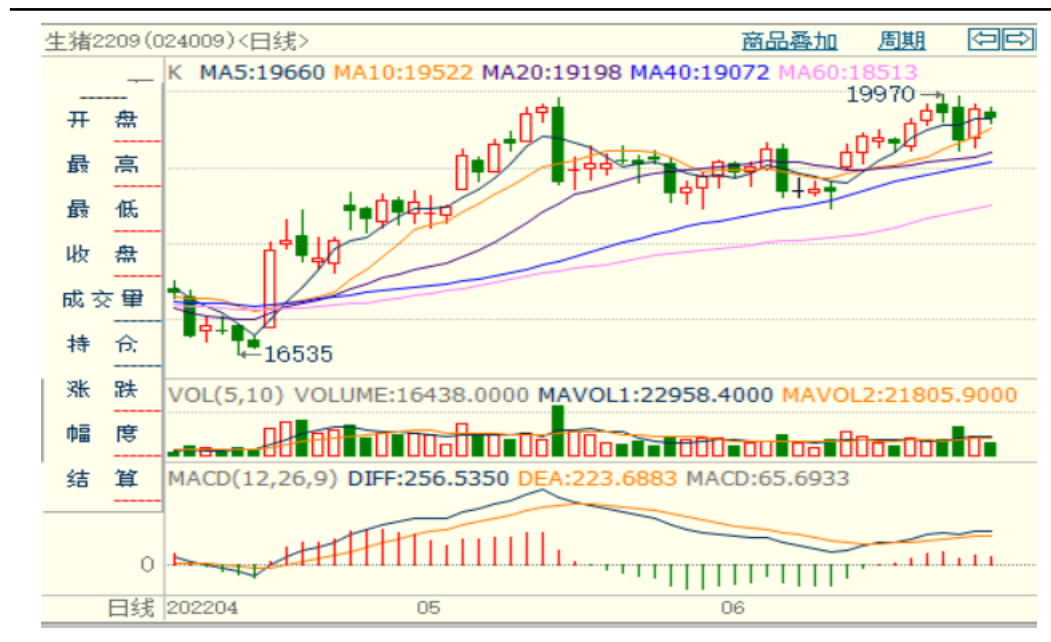 生猪2209(024009)<日线> 商品叠加 周期
K MA5:19660 MA10:19522 MA20:19198 MA40:19072 MA60:18513
19970
开 盘
最 高
最 低
收 盘
成交量
16535
持 仓
涨 跌
VOL(5,10) VOLUME:16438.0000 MAVOL1:22958.4000 MAVOL2:21805.9000
幅 度
结 算
MACD(12,26,9) DIFF:256.5350 DEA:223.6883 MACD:65.6933
0
日线 202204 05 06